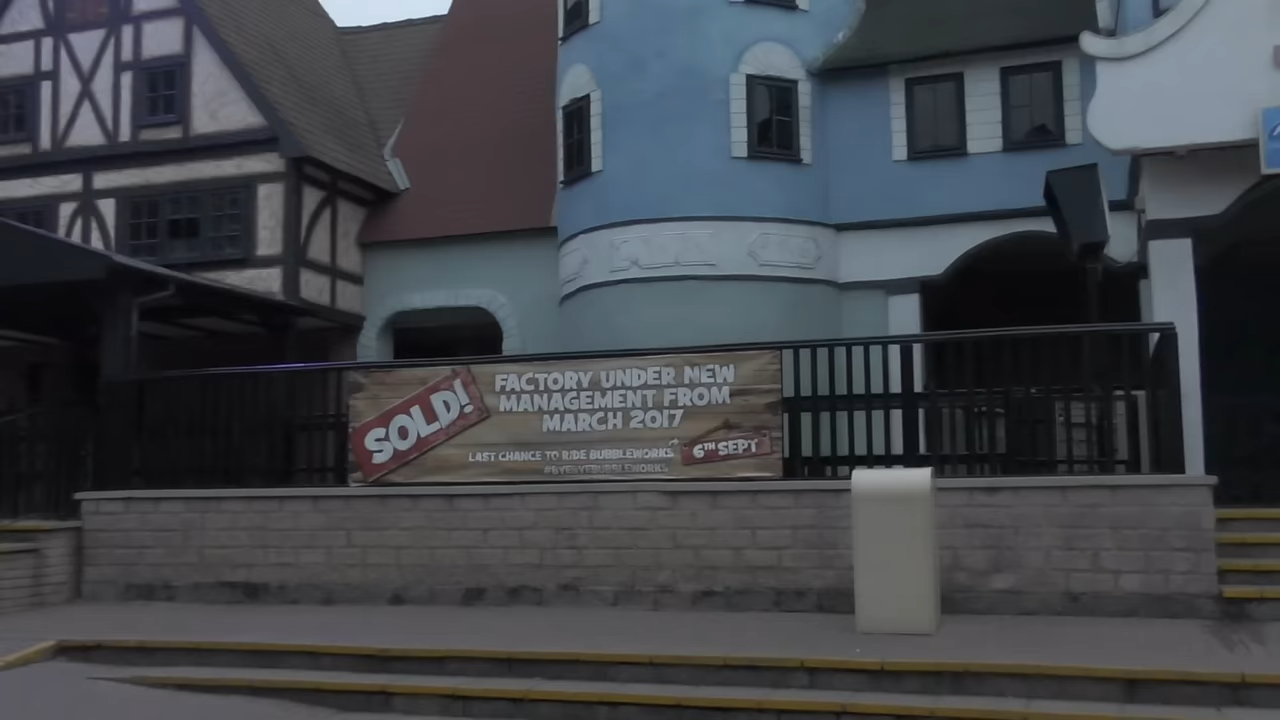 SOLD!
FACTORY UNDER NEW
MANAGEMENT FROM
MARCH 2017
LAST CHANCE TO RIDE BUBBLEWORKS
6TH SEPT
#BYEBYEBUBBLEWORKS